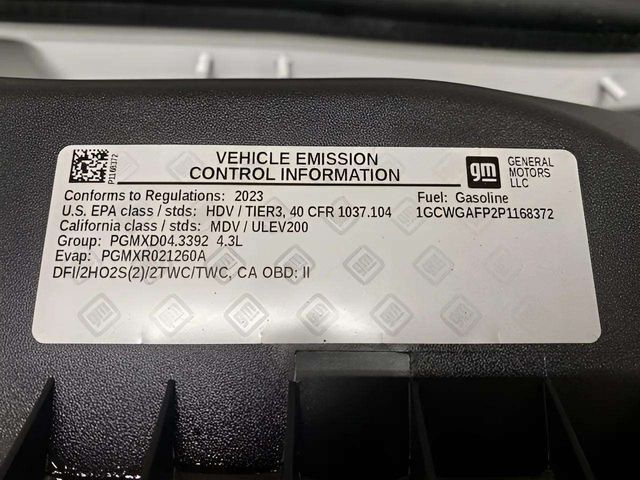 P1168372
VEHICLE EMISSION
CONTROL INFORMATION
gm
GENERAL
MOTORS
LLC
Conforms to Regulations: 2023
Fuel: Gasoline
U.S. EPA class / stds: HDV / TIER3, 40 CFR 1037.104
1GCWGAFP2P1168372
California class / stds: MDV / ULEV200
Group: PGMXD04.3392 4.3L
Evap: PGMXR021260A
DFI/2HO2S(2)/2TWC/TWC, CA OBD: II